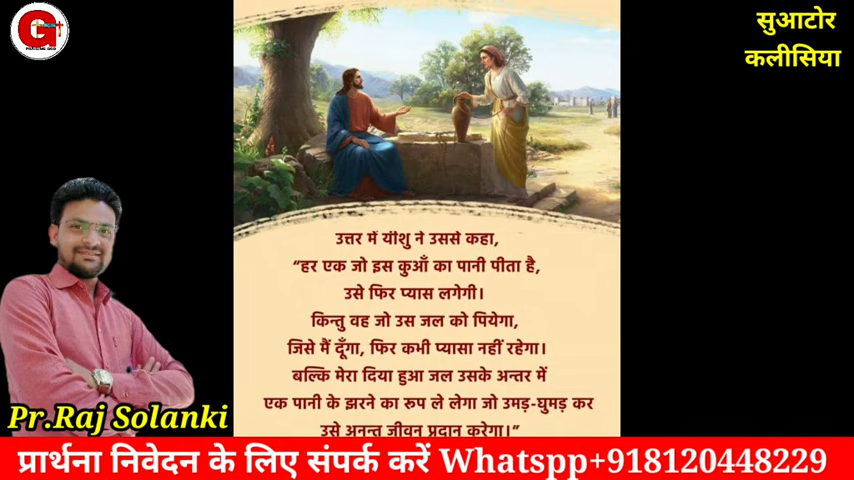 G
सुआटोर
कलीसिया
उत्तर में यीशु ने उससे कहा,
“हर एक जो इस कुआँ का पानी पीता है,
उसे फिर प्यास लगेगी।
किन्तु वह जो उस जल को पियेगा,
जिसे मैं दूँगा, फिर कभी प्यासा नहीं रहेगा।
बल्कि मेरा दिया हुआ जल उसके अन्तर में
एक पानी के झरने का रूप ले लेगा जो उमड़-घुमड़ कर
उसे अनन्त जीवन प्रदान करेगा।”
Pr.Raj Solanki
प्रार्थना निवेदन के लिए संपर्क करें Whatspp+918120448229